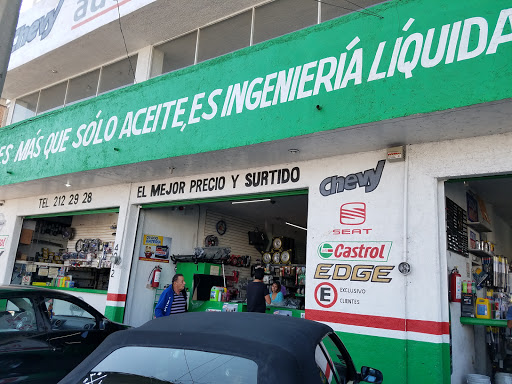 Chevy
ES MÁS QUE SÓLO ACEITE, ES INGENIERÍA LÍQUIDA
TEL 212 29 28
EL MEJOR PRECIO Y SURTIDO
Chevy
SEAT
Castrol
EDGE
E
EXCLUSIVO
CLIENTES